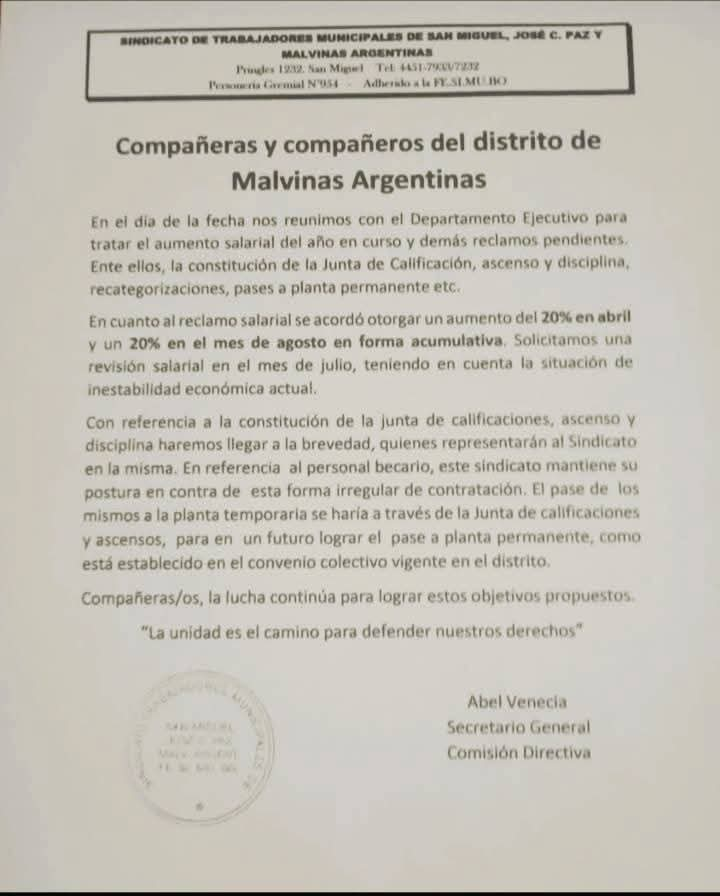 SINDICATO DE TRABAJADORES MUNICIPALES DE SAN MIGUEL, JOSÉ C. PAZ Y
MALVINAS ARGENTINAS
Pringles 1232. San Miguel Tel: 4451-7933/7232
Personería Gremial N°954 - Adherido a la FE.SI.MU.BO
Compañeras y compañeros del distrito de
Malvinas Argentinas
En el día de la fecha nos reunimos con el Departamento Ejecutivo para
tratar el aumento salarial del año en curso y demás reclamos pendientes.
Ente ellos, la constitución de la Junta de Calificación, ascenso y disciplina,
recategorizaciones, pases a planta permanente etc.
En cuanto al reclamo salarial se acordó otorgar un aumento del 20% en abril
y un 20% en el mes de agosto en forma acumulativa. Solicitamos una
revisión salarial en el mes de julio, teniendo en cuenta la situación de
inestabilidad económica actual.
Con referencia a la constitución de la junta de calificaciones, ascenso y
disciplina haremos llegar a la brevedad, quienes representarán al Sindicato
en la misma. En referencia al personal becario, este sindicato mantiene su
postura en contra de esta forma irregular de contratación. El pase de los
mismos a la planta temporaria se haría a través de la Junta de calificaciones
y ascensos, para en un futuro lograr el pase a planta permanente, como
está establecido en el convenio colectivo vigente en el distrito.
Compañeras/os, la lucha continúa para lograr estos objetivos propuestos.
"La unidad es el camino para defender nuestros derechos"
Abel Venecia
Secretario General
Comisión Directiva
SINDICATO TRABAJADORES MUNICIPALES DE
SAN MIGUEL